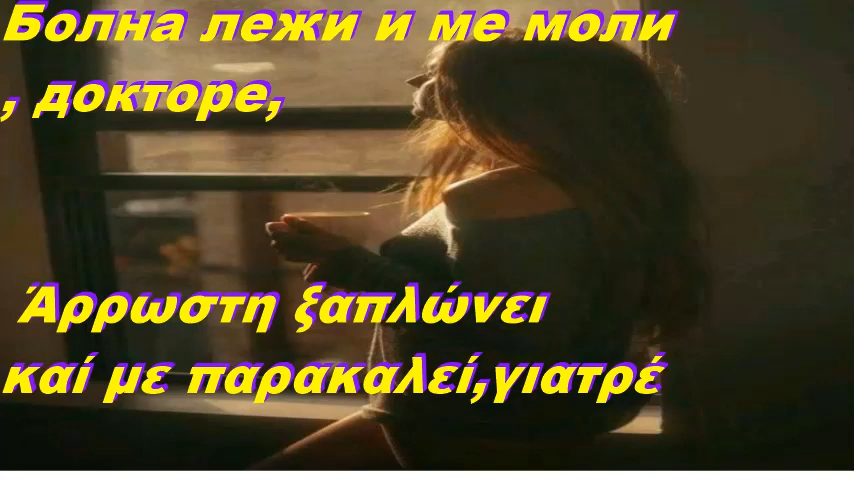 Болна лежи и ме моли
, докторе,
Άρρωστη ξαπλώνει
καί με παρακαλεί,γιατρέ